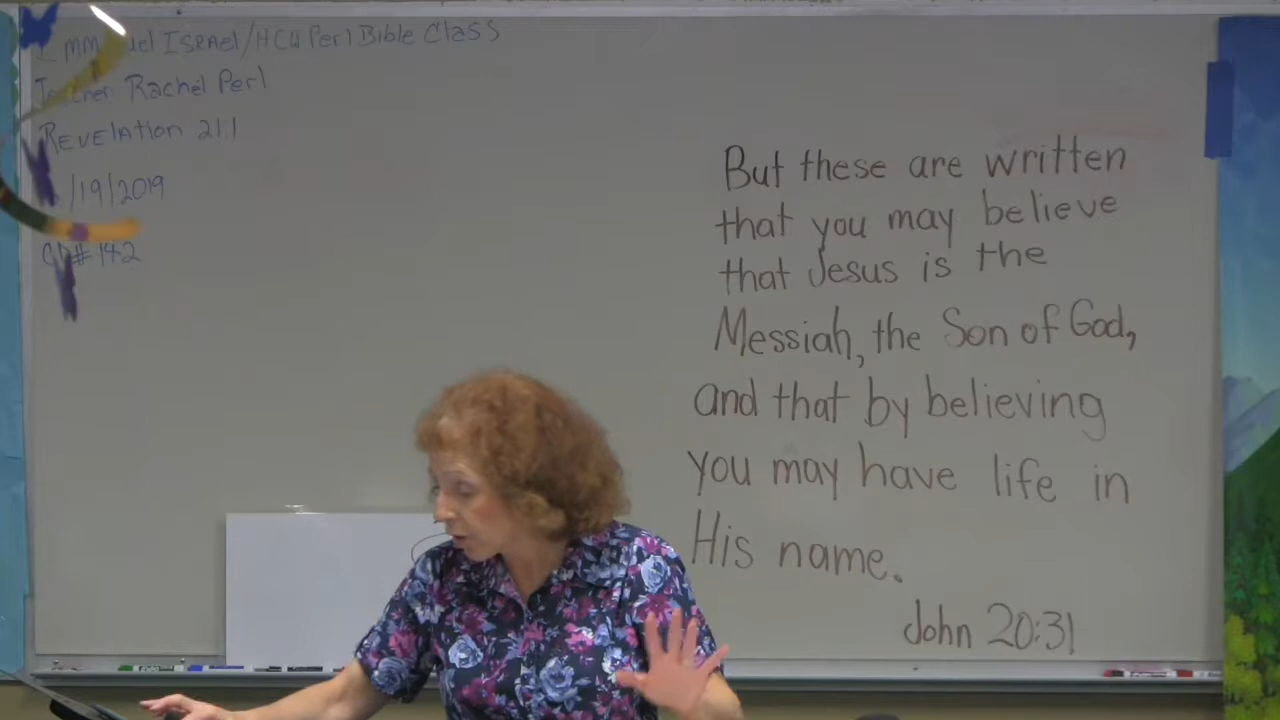 Israel/HCU Perl Bible Class
Rachel Perl
Revelation 21:1
/19/2019
CD# 142
But these are written
that you may believe
that Jesus is the
Messiah, the Son of God,
and that by believing
you may have life in
His name.
John 20:31